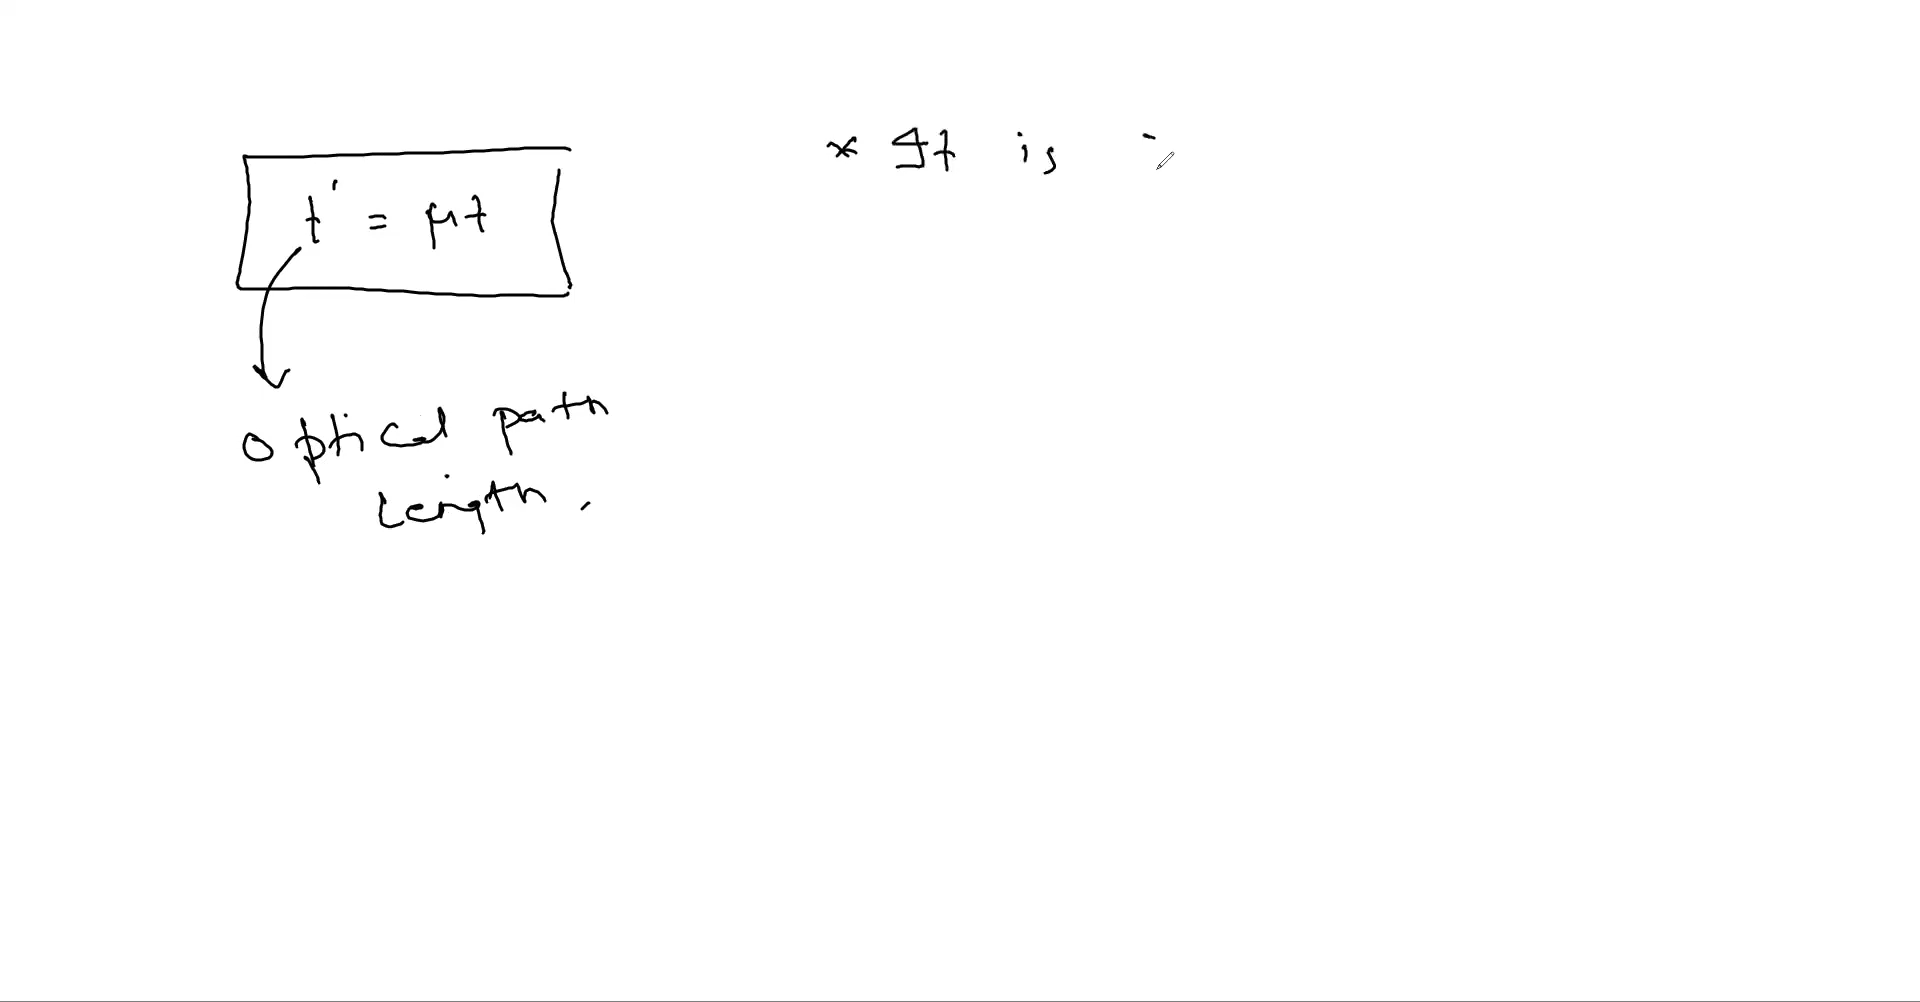 t' = μt
optical path
length.
* It is